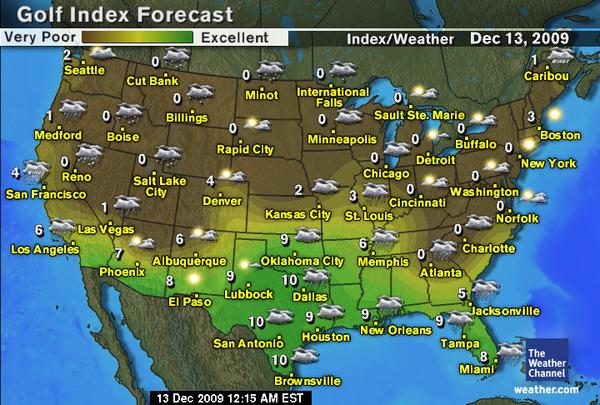 Golf Index Forecast
Very Poor Excellent Index/Weather Dec 13, 2009
2 Seattle
0 Cut Bank
0 Minot
0 International Falls
0 Sault Ste. Marie
1 WINDY Caribou
0 Medford
0 Boise
0 Billings
0 Rapid City
0 Minneapolis
0 Detroit
0 Buffalo
3 Boston
0 New York
4 WINDY San Francisco
0 Reno
0 Salt Lake City
4 Denver
2 Kansas City
0 Chicago
3 St. Louis
0 Cincinnati
0 Washington
0 Norfolk
6 Los Angeles
1 Las Vegas
7 Phoenix
6 Albuquerque
9 Oklahoma City
6 Memphis
0 Charlotte
0 Atlanta
8 El Paso
9 Lubbock
10 Dallas
5 Jacksonville
10 San Antonio
9 Houston
9 New Orleans
9 Tampa
10 Brownsville
8 Miami
The Weather Channel
weather.com
13 Dec 2009 12:15 AM EST